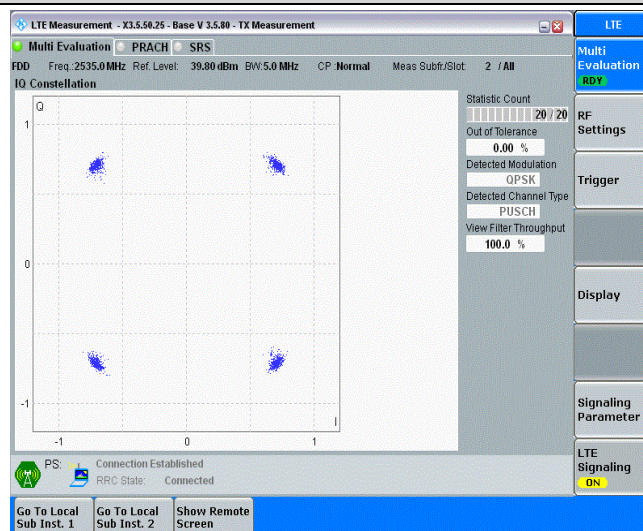 LTE Measurement - X3.5.50.25 - Base V 3.5.80 - TX Measurement
LTE
Multi Evaluation PRACH SRS
Multi
Evaluation
RDY
FDD Freq.:2535.0 MHz Ref. Level: 39.80 dBm BW:5.0 MHz CP :Normal Meas Subfr./Slot: 2 / All
IQ Constellation
Q
1
0
-1
-1 0 1
I
Statistic Count
20 / 20
Out of Tolerance
0.00 %
Detected Modulation
QPSK
Detected Channel Type
PUSCH
View Filter Throughput
100.0 %
RF
Settings
Trigger
Display
Signaling
Parameter
LTE
Signaling
ON
PS: Connection Established
RRC State: Connected
Go To Local
Sub Inst. 1
Go To Local
Sub Inst. 2
Show Remote
Screen